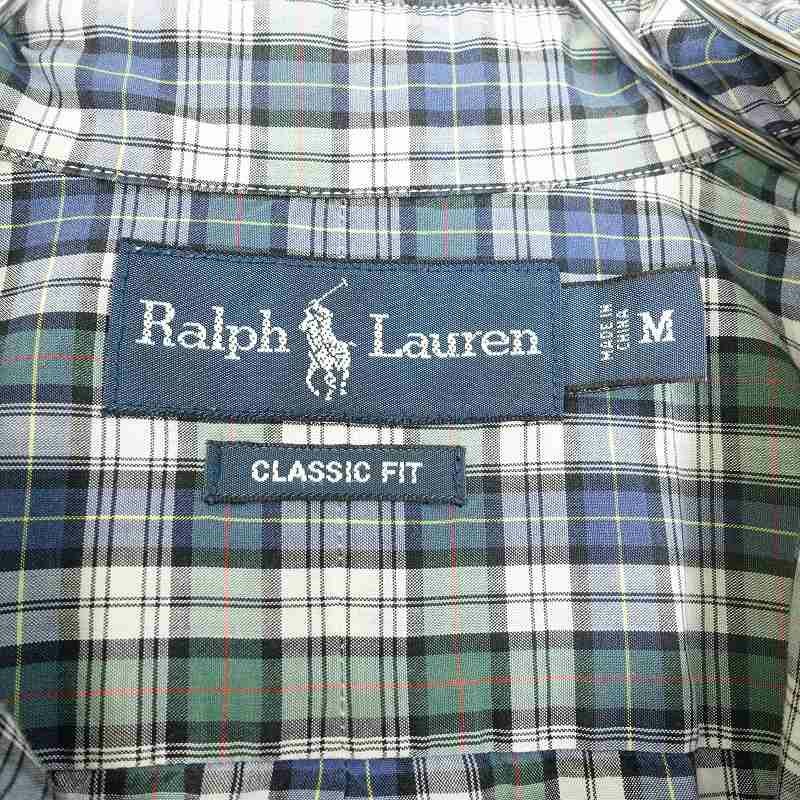 Ralph Lauren
MADE IN
CHINA
M
CLASSIC FIT